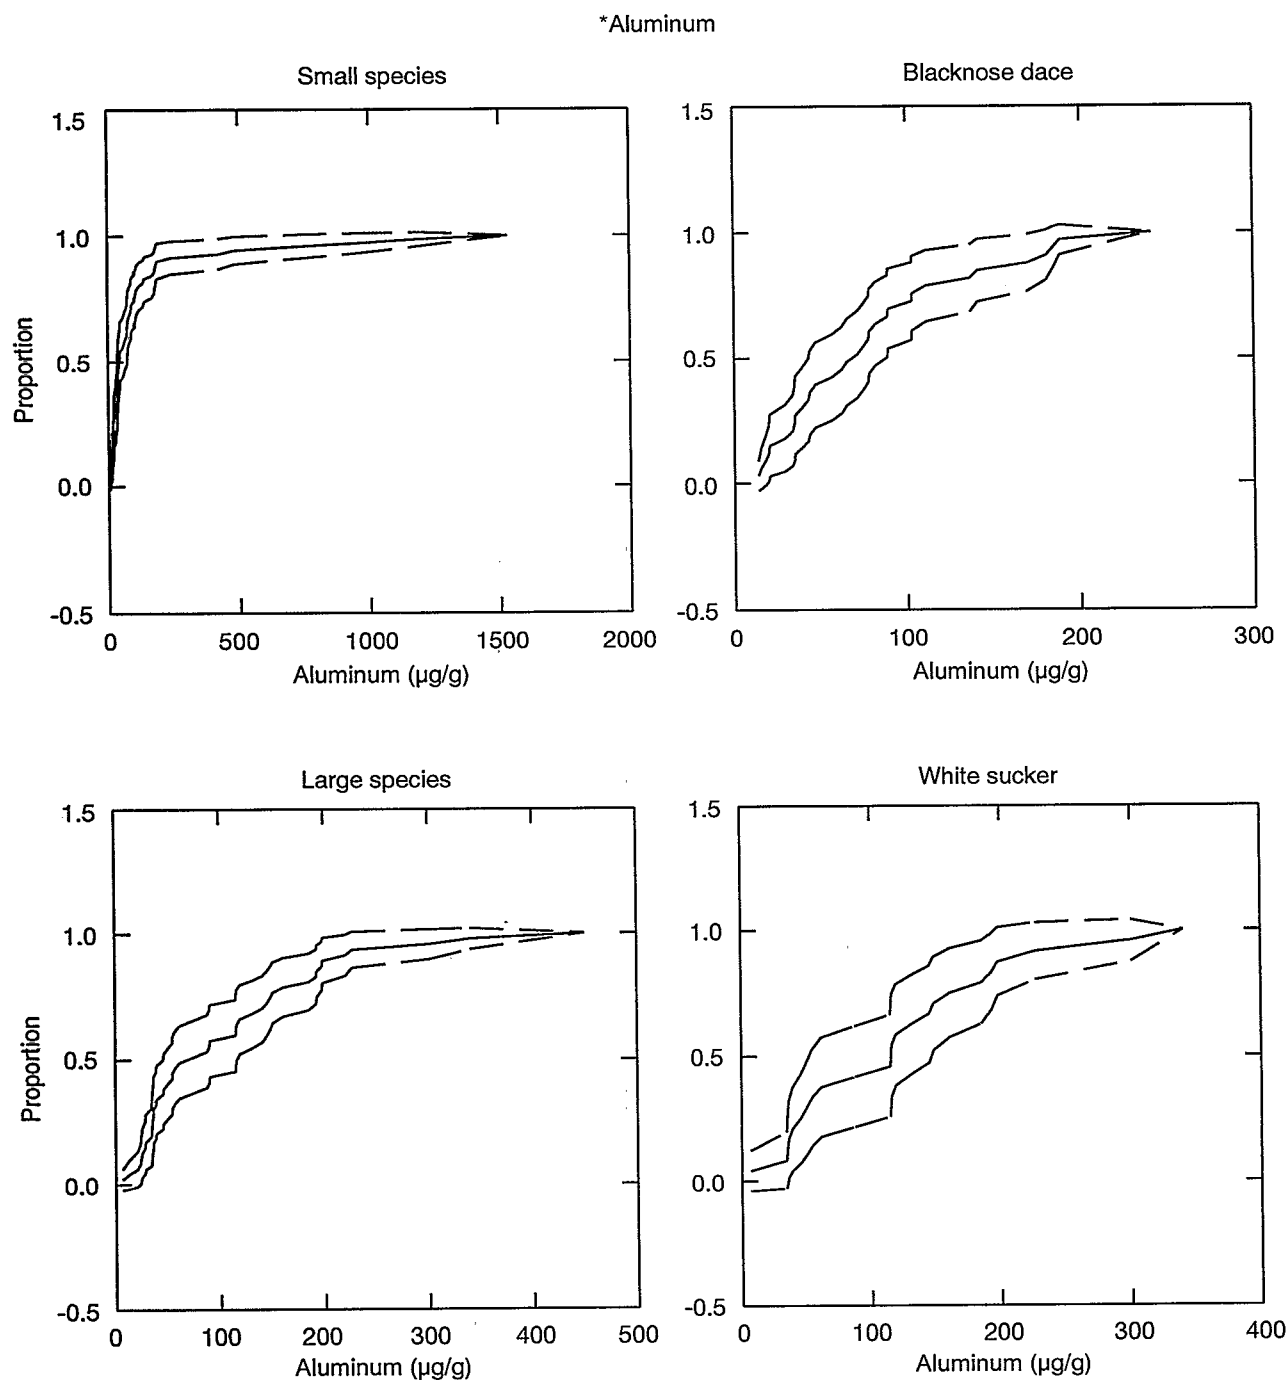 *Aluminum
Small species
1.5
1.0
0.5
0.0
-0.5
Proportion
0 500 1000 1500 2000
Aluminum (µg/g)
Blacknose dace
1.5
1.0
0.5
0.0
-0.5
0 100 200 300
Aluminum (µg/g)
Large species
1.5
1.0
0.5
0.0
-0.5
Proportion
0 100 200 300 400 500
Aluminum (µg/g)
White sucker
1.5
1.0
0.5
0.0
-0.5
0 100 200 300 400
Aluminum (µg/g)